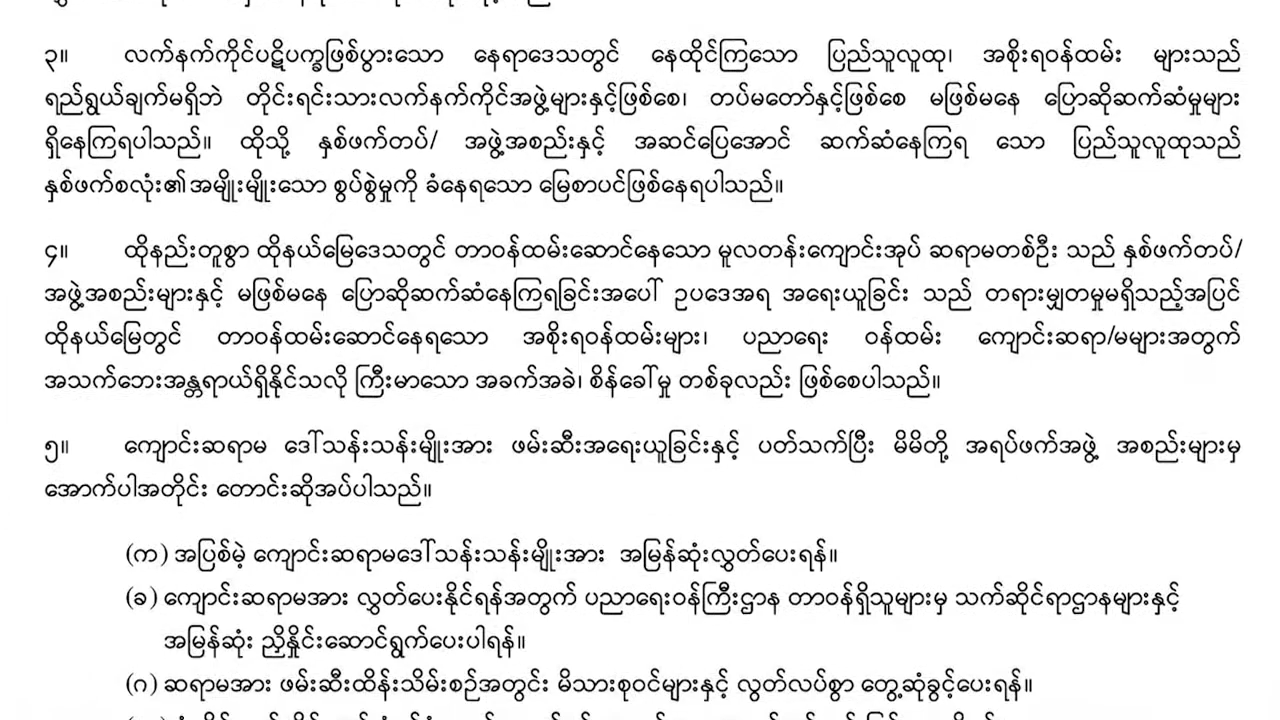 ၃။ လက်နက်ကိုင်ပဋိပက္ခဖြစ်ပွားသော နေရာဒေသတွင် နေထိုင်ကြသော ပြည်သူလူထု၊ အစိုးရဝန်ထမ်း များသည်
ရည်ရွယ်ချက်မရှိဘဲ တိုင်းရင်းသားလက်နက်ကိုင်အဖွဲ့များနှင့်ဖြစ်စေ၊ တပ်မတော်နှင့်ဖြစ်စေ မဖြစ်မနေ ပြောဆိုဆက်ဆံမှုများ
ရှိနေကြရပါသည်။ ထိုသို့ နှစ်ဖက်တပ်/ အဖွဲ့အစည်းနှင့် အဆင်ပြေအောင် ဆက်ဆံနေကြရ သော ပြည်သူလူထုသည်
နှစ်ဖက်စလုံး၏အမျိုးမျိုးသော စွပ်စွဲမှုကို ခံနေရသော မြေစာပင်ဖြစ်နေရပါသည်။
၄။ ထိုနည်းတူစွာ ထိုနယ်မြေဒေသတွင် တာဝန်ထမ်းဆောင်နေသော မူလတန်းကျောင်းအုပ် ဆရာမတစ်ဦး သည် နှစ်ဖက်တပ်/
အဖွဲ့အစည်းများနှင့် မဖြစ်မနေ ပြောဆိုဆက်ဆံနေကြရခြင်းအပေါ် ဥပဒေအရ အရေးယူခြင်း သည် တရားမျှတမှုမရှိသည့်အပြင်
ထိုနယ်မြေတွင် တာဝန်ထမ်းဆောင်နေရသော အစိုးရဝန်ထမ်းများ၊ ပညာရေး ဝန်ထမ်း ကျောင်းဆရာ/မများအတွက်
အသက်ဘေးအန္တရာယ်ရှိနိုင်သလို ကြီးမာသော အခက်အခဲ၊ စိန်ခေါ်မှု တစ်ခုလည်း ဖြစ်စေပါသည်။
၅။ ကျောင်းဆရာမ ဒေါ်သန်းသန်းမျိုးအား ဖမ်းဆီးအရေးယူခြင်းနှင့် ပတ်သက်ပြီး မိမိတို့ အရပ်ဖက်အဖွဲ့ အစည်းများမှ
အောက်ပါအတိုင်း တောင်းဆိုအပ်ပါသည်။
(က) အပြစ်မဲ့ ကျောင်းဆရာမဒေါ်သန်းသန်းမျိုးအား အမြန်ဆုံးလွှတ်ပေးရန်။
(ခ) ကျောင်းဆရာမအား လွှတ်ပေးနိုင်ရန်အတွက် ပညာရေးဝန်ကြီးဌာန တာဝန်ရှိသူများမှ သက်ဆိုင်ရာဌာနများနှင့်
အမြန်ဆုံး ညှိနှိုင်းဆောင်ရွက်ပေးပါရန်။
(ဂ) ဆရာမအား ဖမ်းဆီးထိန်းသိမ်းစဉ်အတွင်း မိသားစုဝင်များနှင့် လွတ်လပ်စွာ တွေ့ဆုံခွင့်ပေးရန်။